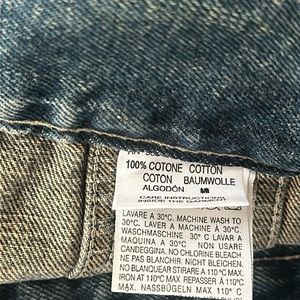 100% COTONE COTTON
COTON BAUMWOLLE
ALGODÓN
CARE INSTRUCTIONS
INSIDE THE GARMENT
LAVARE A 30°C. MACHINE WASH TO
30°C. LAVER À MACHINE À 30°C.
WASCHMASCHINE 30° C LAVAR A
MAQUINA A 30°C NON USARE
CANDEGGINA. NO CHLORINE BLEACH.
NE PAS BLANCHIR. NICHT BLEICHEN.
NO BLANQUEAR STIRARE A 110 °C MAX.
IRON AT 110°C MAX REPASSER À 110 °C
MAX. NASSBÜGELN MAX 110 °C